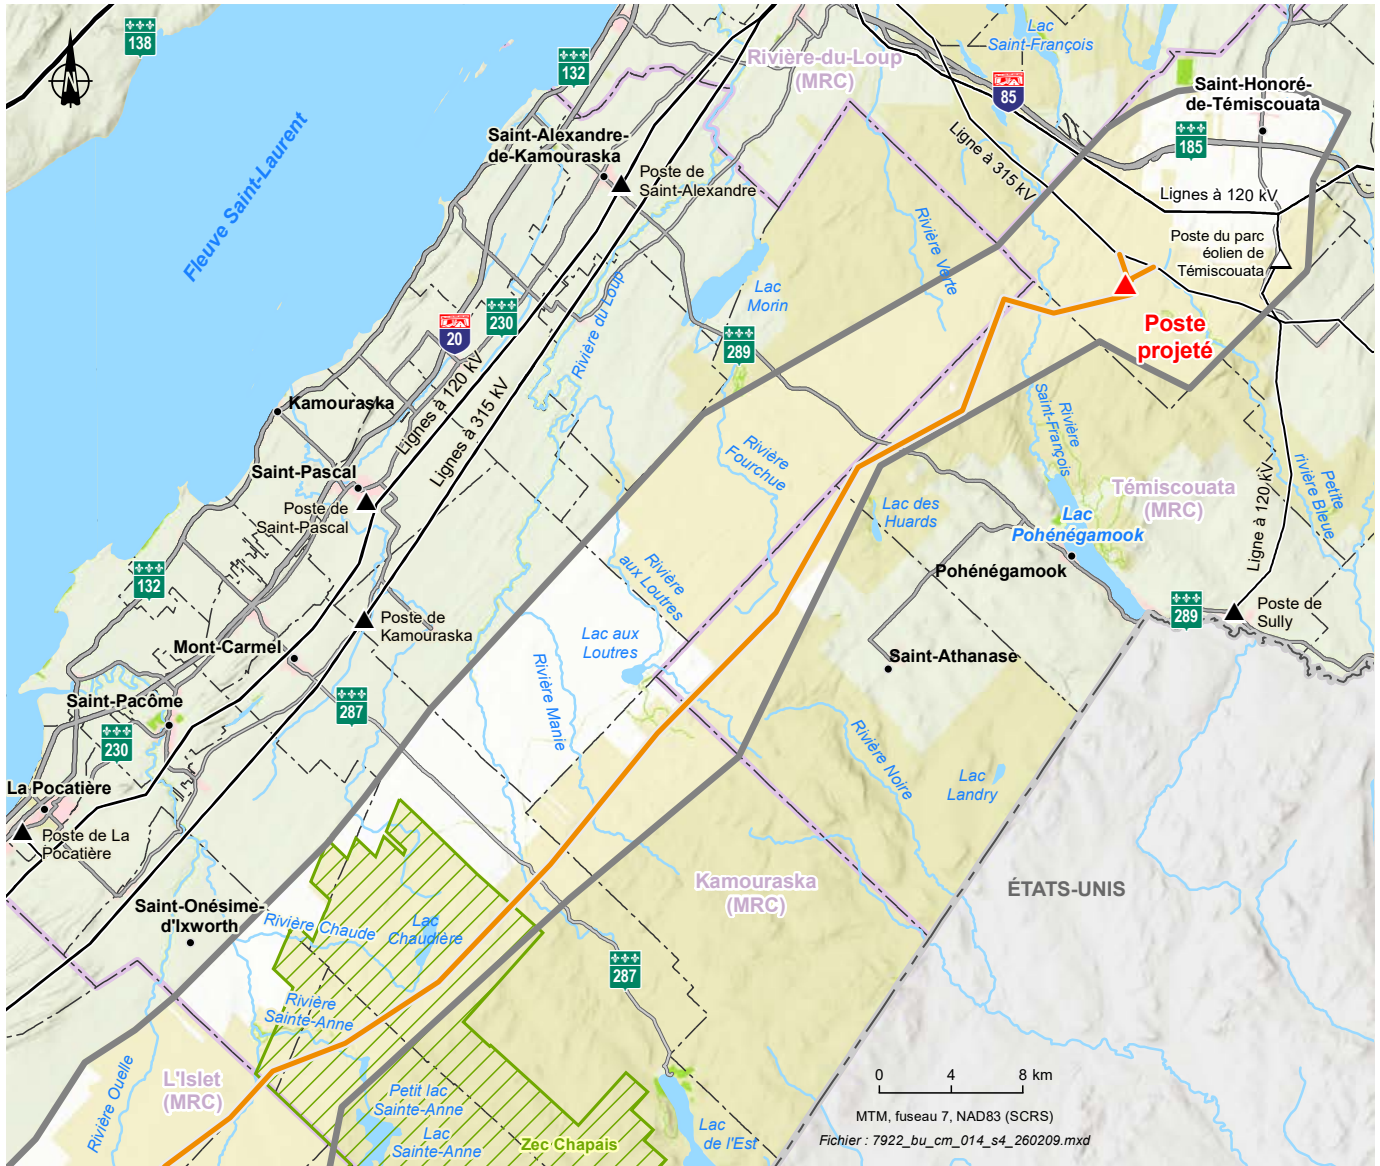 138
132
Rivière-du-Loup
(MRC)
Lac
Saint-François
85
Saint-Honoré-
de-Témiscouata
185
Fleuve Saint-Laurent
Saint-Alexandre-
de-Kamouraska
Poste de
Saint-Alexandre
Ligne à 315 kV
Lignes à 120 kV
Rivière Verte
Poste du parc
éolien de
Témiscouata
Lac
Morin
Rivière du Loup
230
20
289
Poste
projeté
Lignes à 120 kV
Lignes à 315 kV
Kamouraska
Saint-Pascal
Poste de
Saint-Pascal
Rivière
Fourchue
Rivière
Saint-François
Témiscouata
(MRC)
Ligne à 120 kV
Petite
rivière Bleue
Lac des
Huards
Lac
Pohénégamook
Pohénégamook
132
Rivière
aux Loutres
Poste de
Kamouraska
289
Poste de
Sully
Mont-Carmel
Lac aux
Loutres
Saint-Athanase
Saint-Pacôme
287
Rivière Manie
230
Rivière Noire
La Pocatière
Lac
Landry
Poste de La
Pocatière
Kamouraska
(MRC)
ÉTATS-UNIS
Saint-Onésime-
d'Ixworth
Rivière Chaude
Lac
Chaudière
287
Rivière
Sainte-Anne
L'Islet
(MRC)
Rivière Ouelle
Petit lac
Sainte-Anne
Lac
Sainte-Anne
Zec Chapais
Lac
de l'Est
0 4 8 km
MTM, fuseau 7, NAD83 (SCRS)
Fichier : 7922_bu_cm_014_s4_260209.mxd